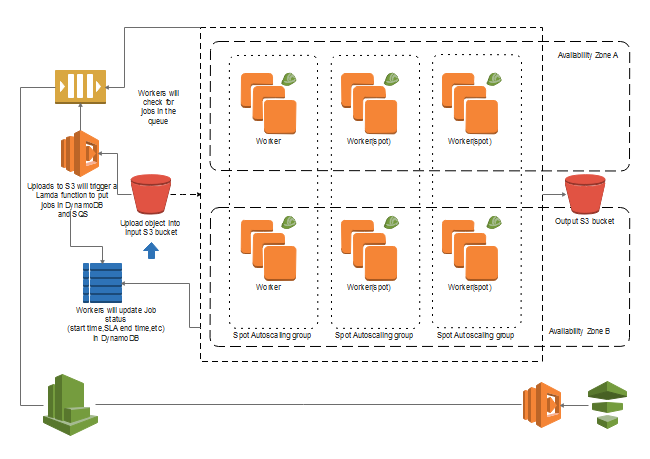 Availability Zone A
Workers will
check for
jobs in the
queue
Worker
Worker(spot)
Worker(spot)
Uploads to S3 will trigger a
Lamda function to put
jobs in DynamoDB
and SQS
Upload object into
input S3 bucket
Output S3 bucket
Worker
Worker(spot)
Worker(spot)
Workers will update Job
status
(start time,SLA end time,etc)
in DynamoDB
Spot Autoscaling group
Spot Autoscaling group
Spot Autoscaling group
Availability Zone B